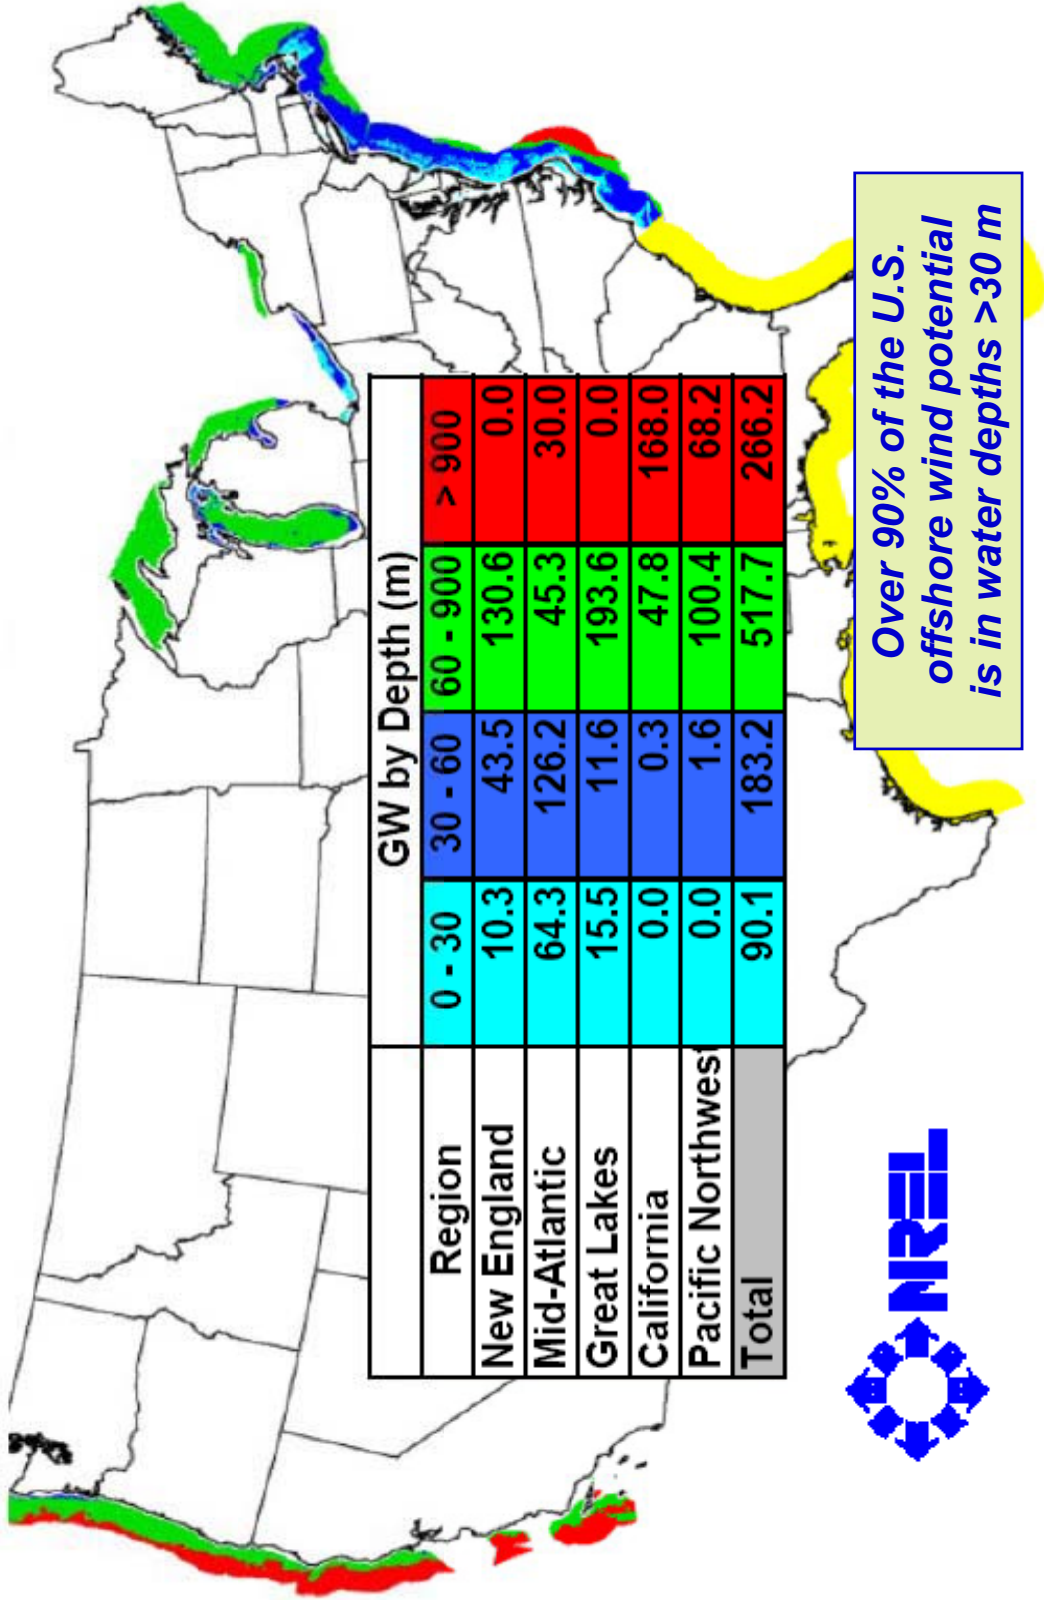 GW by Depth (m)
Region 0 - 30 30 - 60 60 - 900 > 900
New England 10.3 43.5 130.6 0.0
Mid-Atlantic 64.3 126.2 45.3 30.0
Great Lakes 15.5 11.6 193.6 0.0
California 0.0 0.3 47.8 168.0
Pacific Northwest 0.0 1.6 100.4 68.2
Total 90.1 183.2 517.7 266.2
Over 90% of the U.S.
offshore wind potential
is in water depths >30 m
NREL